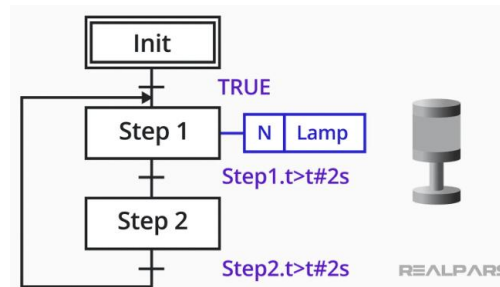 Init
TRUE
Step 1
N Lamp
Step1.t>t#2s
Step 2
Step2.t>t#2s
REALPARS